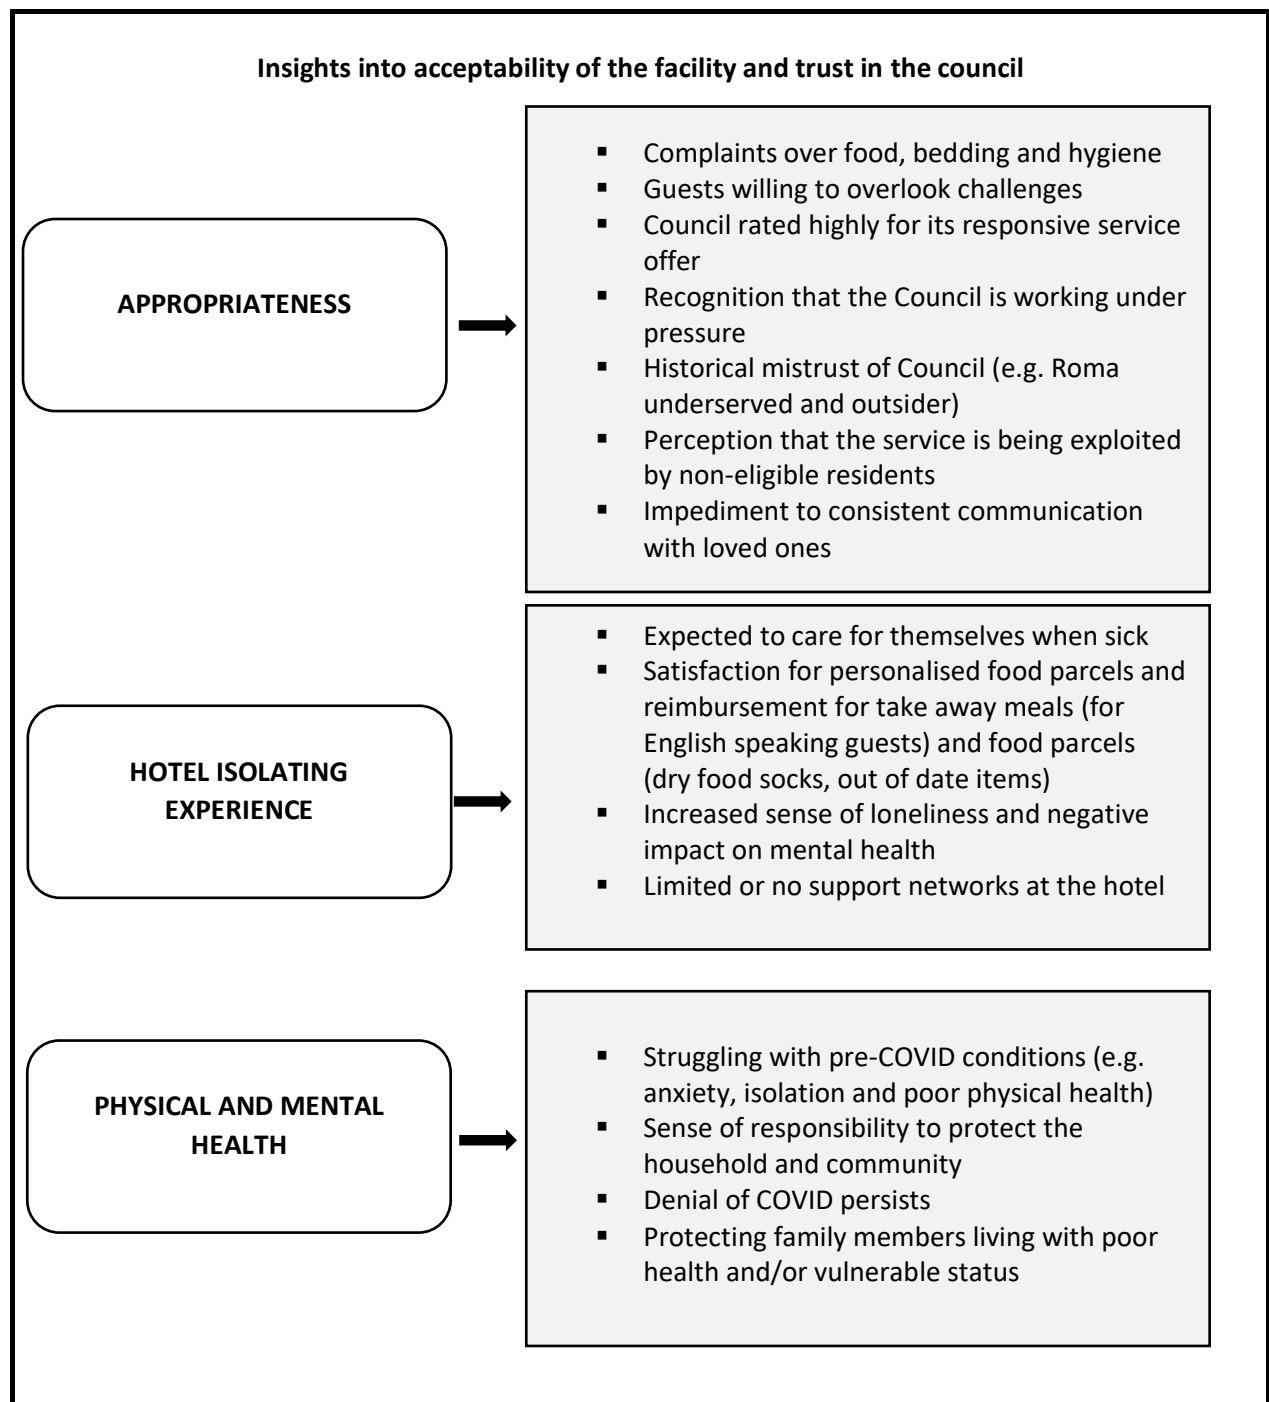 Insights into acceptability of the facility and trust in the council
APPROPRIATENESS
▪ Complaints over food, bedding and hygiene
▪ Guests willing to overlook challenges
▪ Council rated highly for its responsive service
offer
▪ Recognition that the Council is working under
pressure
▪ Historical mistrust of Council (e.g. Roma
underserved and outsider)
▪ Perception that the service is being exploited
by non-eligible residents
▪ Impediment to consistent communication
with loved ones
HOTEL ISOLATING
EXPERIENCE
▪ Expected to care for themselves when sick
▪ Satisfaction for personalised food parcels and
reimbursement for take away meals (for
English speaking guests) and food parcels
(dry food socks, out of date items)
▪ Increased sense of loneliness and negative
impact on mental health
▪ Limited or no support networks at the hotel
PHYSICAL AND MENTAL
HEALTH
▪ Struggling with pre-COVID conditions (e.g.
anxiety, isolation and poor physical health)
▪ Sense of responsibility to protect the
household and community
▪ Denial of COVID persists
▪ Protecting family members living with poor
health and/or vulnerable status